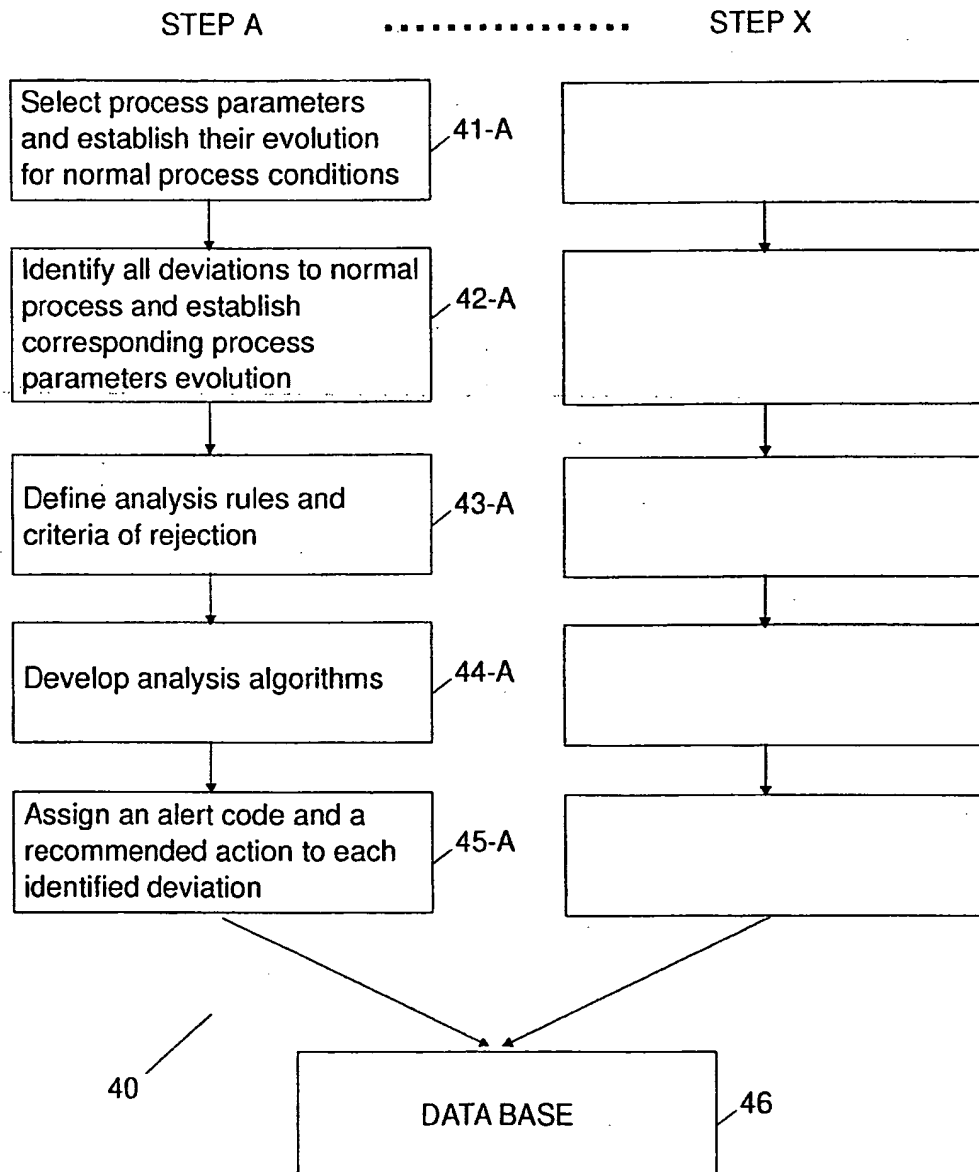 STEP A ............... STEP X
Select process parameters
and establish their evolution
for normal process conditions
41-A
Identify all deviations to normal
process and establish
corresponding process
parameters evolution
42-A
Define analysis rules and
criteria of rejection
43-A
Develop analysis algorithms
44-A
Assign an alert code and a
recommended action to each
identified deviation
45-A
40
DATA BASE
46